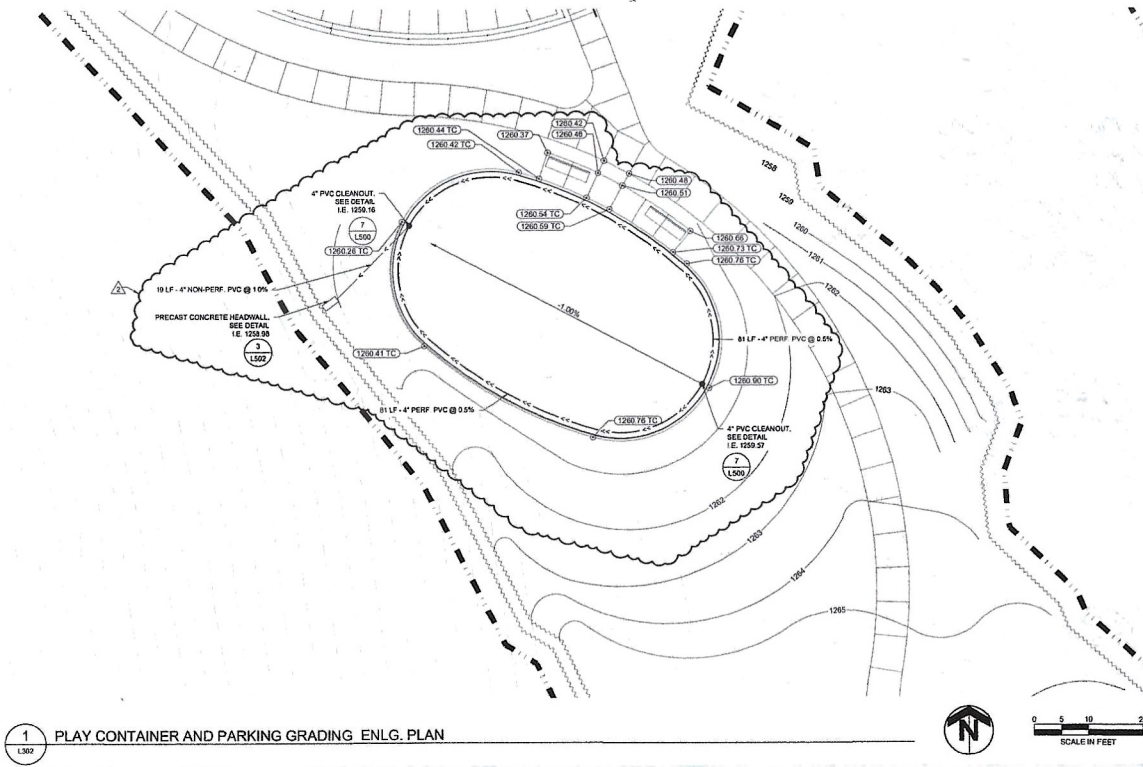 1260.44 TC
1260.42 TC
1260.37
1260.42
1260.46
1260.48
1260.51
1258
1259
1260
1261
1262
4" PVC CLEANOUT.
SEE DETAIL
I.E. 1259.16
7
L500
1260.26 TC
1260.54 TC
1260.59 TC
1260.66
1260.73 TC
1260.78 TC
2
19 LF - 4" NON-PERF. PVC @ 1.0%
PRECAST CONCRETE HEADWALL.
SEE DETAIL
I.E. 1258.98
3
L502
-1.00%
81 LF - 4" PERF. PVC @ 0.5%
1260.41 TC
1260.90 TC
1263
81 LF - 4" PERF. PVC @ 0.5%
1260.76 TC
4" PVC CLEANOUT.
SEE DETAIL
I.E. 1259.57
7
L500
1262
1263
1264
1265
1
L302
PLAY CONTAINER AND PARKING GRADING ENLG. PLAN
N
0 5 10
SCALE IN FEET